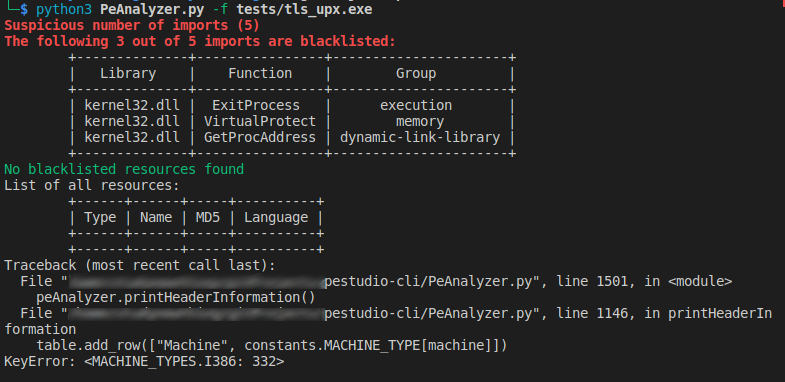 └─$ python3 PeAnalyzer.py -f tests/tls_upx.exe
Suspicious number of imports (5)
The following 3 out of 5 imports are blacklisted:
+--------------+----------------+----------------------+
|   Library    |    Function    |        Group         |
+--------------+----------------+----------------------+
| kernel32.dll |  ExitProcess   |      execution       |
| kernel32.dll | VirtualProtect |        memory        |
| kernel32.dll | GetProcAddress | dynamic-link-library |
+--------------+----------------+----------------------+
No blacklisted resources found
List of all resources:
+------+------+-----+----------+
| Type | Name | MD5 | Language |
+------+------+-----+----------+
+------+------+-----+----------+
Traceback (most recent call last):
File "pestudio-cli/PeAnalyzer.py", line 1501, in <module>
peAnalyzer.printHeaderInformation()
File "pestudio-cli/PeAnalyzer.py", line 1146, in printHeaderIn
formation
table.add_row(["Machine", constants.MACHINE_TYPE[machine]])
KeyError: <MACHINE_TYPES.I386: 332>